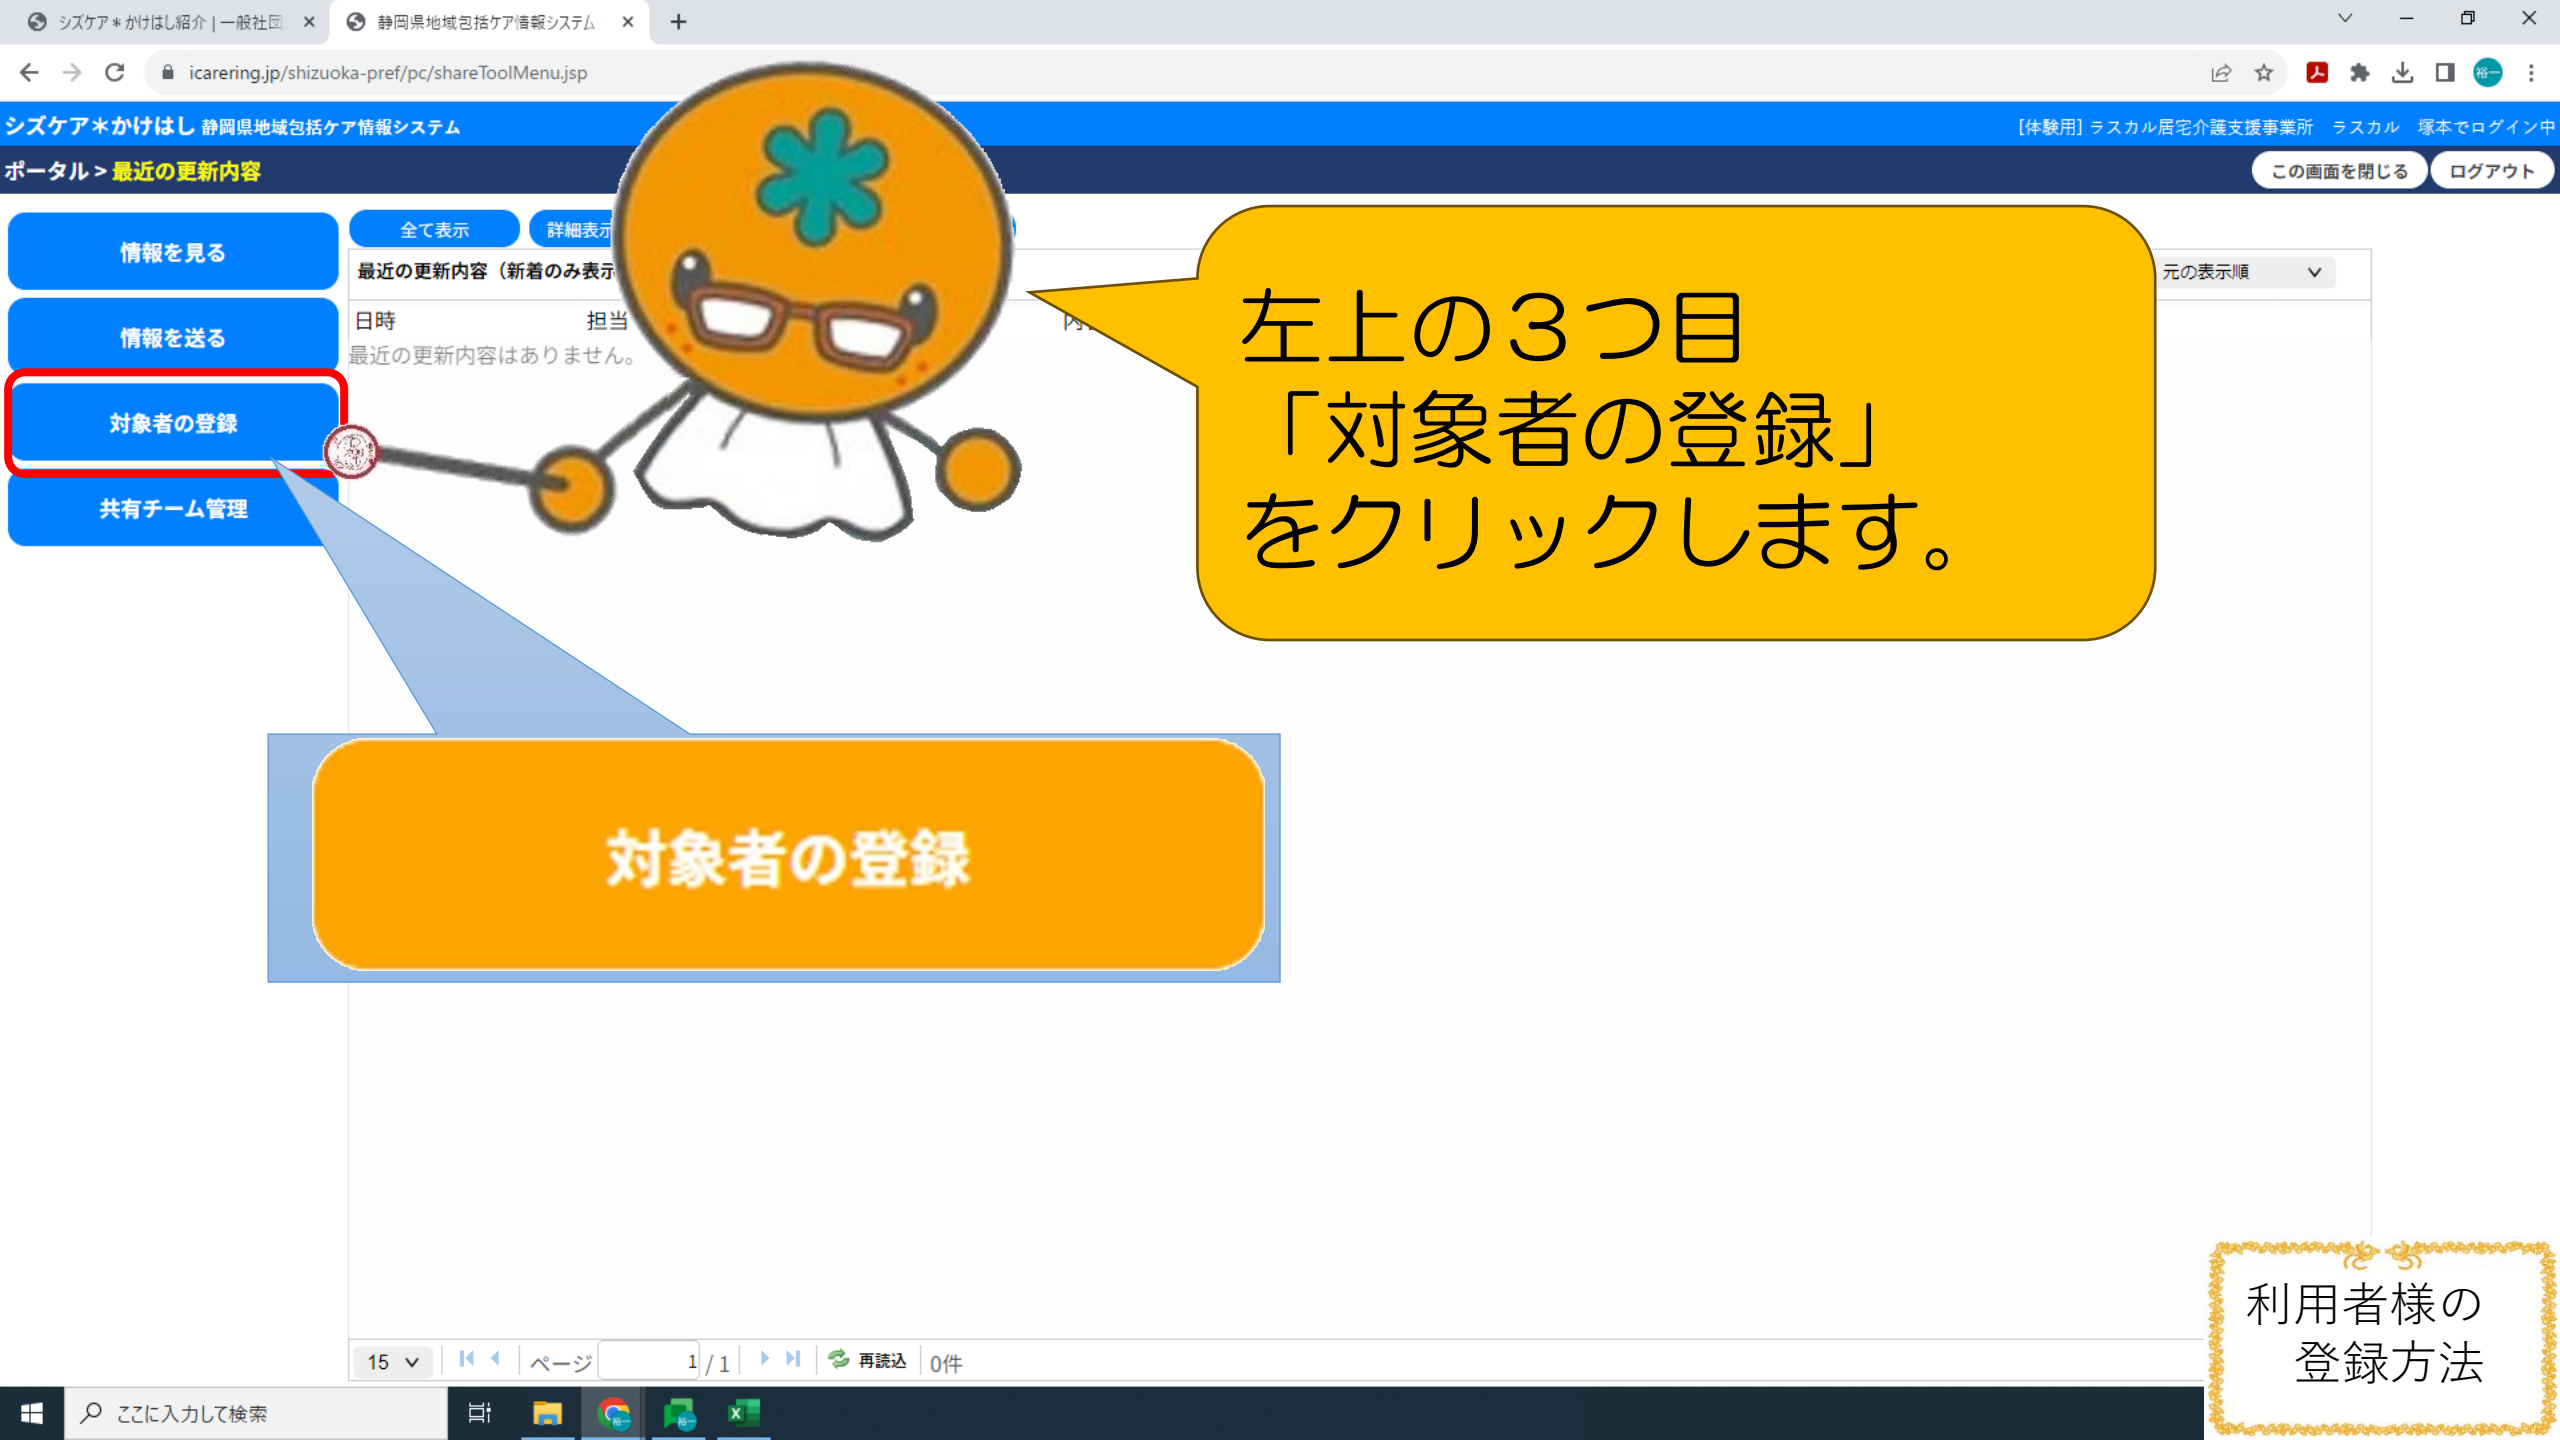 シズケア＊かけはし紹介 | 一般社団
静岡県地域包括ケア情報システム
icarering.jp/shizuoka-pref/pc/shareToolMenu.jsp
裕一
シズケア＊かけはし 静岡県地域包括ケア情報システム
[体験用] ラスカル居宅介護支援事業所　ラスカル　塚本でログイン中
ポータル > 最近の更新内容
この画面を閉じる
ログアウト
情報を見る
情報を送る
対象者の登録
共有チーム管理
全て表示
詳細表示
最近の更新内容（新着のみ表示
元の表示順
日時
担当
最近の更新内容はありません。
左上の３つ目
「対象者の登録」
をクリックします。
対象者の登録
利用者様の
登録方法
15
ページ
1 / 1
再読込
0件
ここに入力して検索